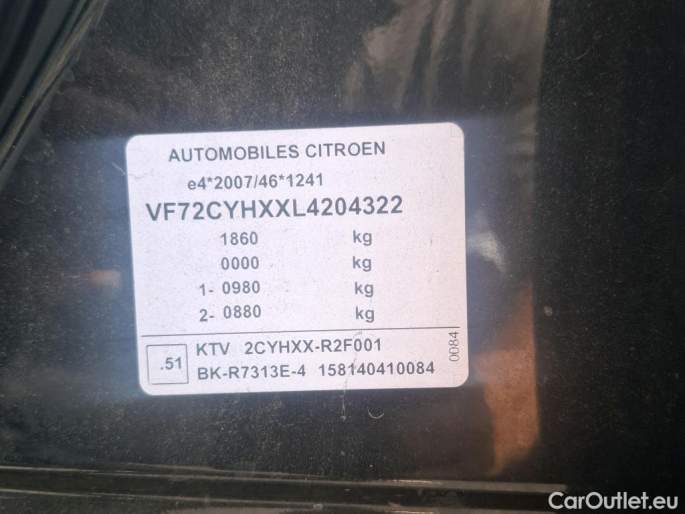 AUTOMOBILES CITROEN
e4*2007/46*1241
VF72CYHXXL4204322
1860 kg
0000 kg
1- 0980 kg
2- 0880 kg
.51 KTV 2CYHXX-R2F001
BK-R7313E-4 158140410084
0084
CarOutlet.eu